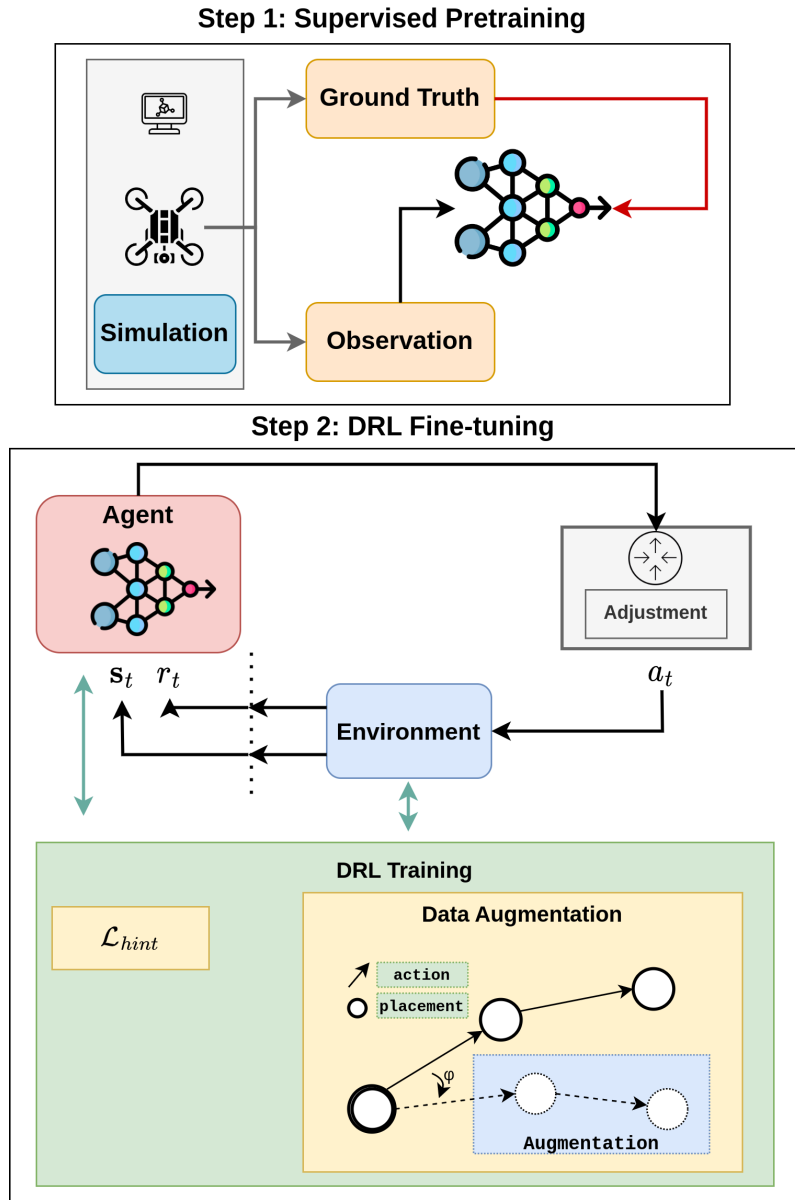 Step 1: Supervised Pretraining
Ground Truth
Simulation
Observation
Step 2: DRL Fine-tuning
Agent
Adjustment
s_t r_t
a_t
Environment
DRL Training
Data Augmentation
ℒ_hint
action
placement
φ
Augmentation